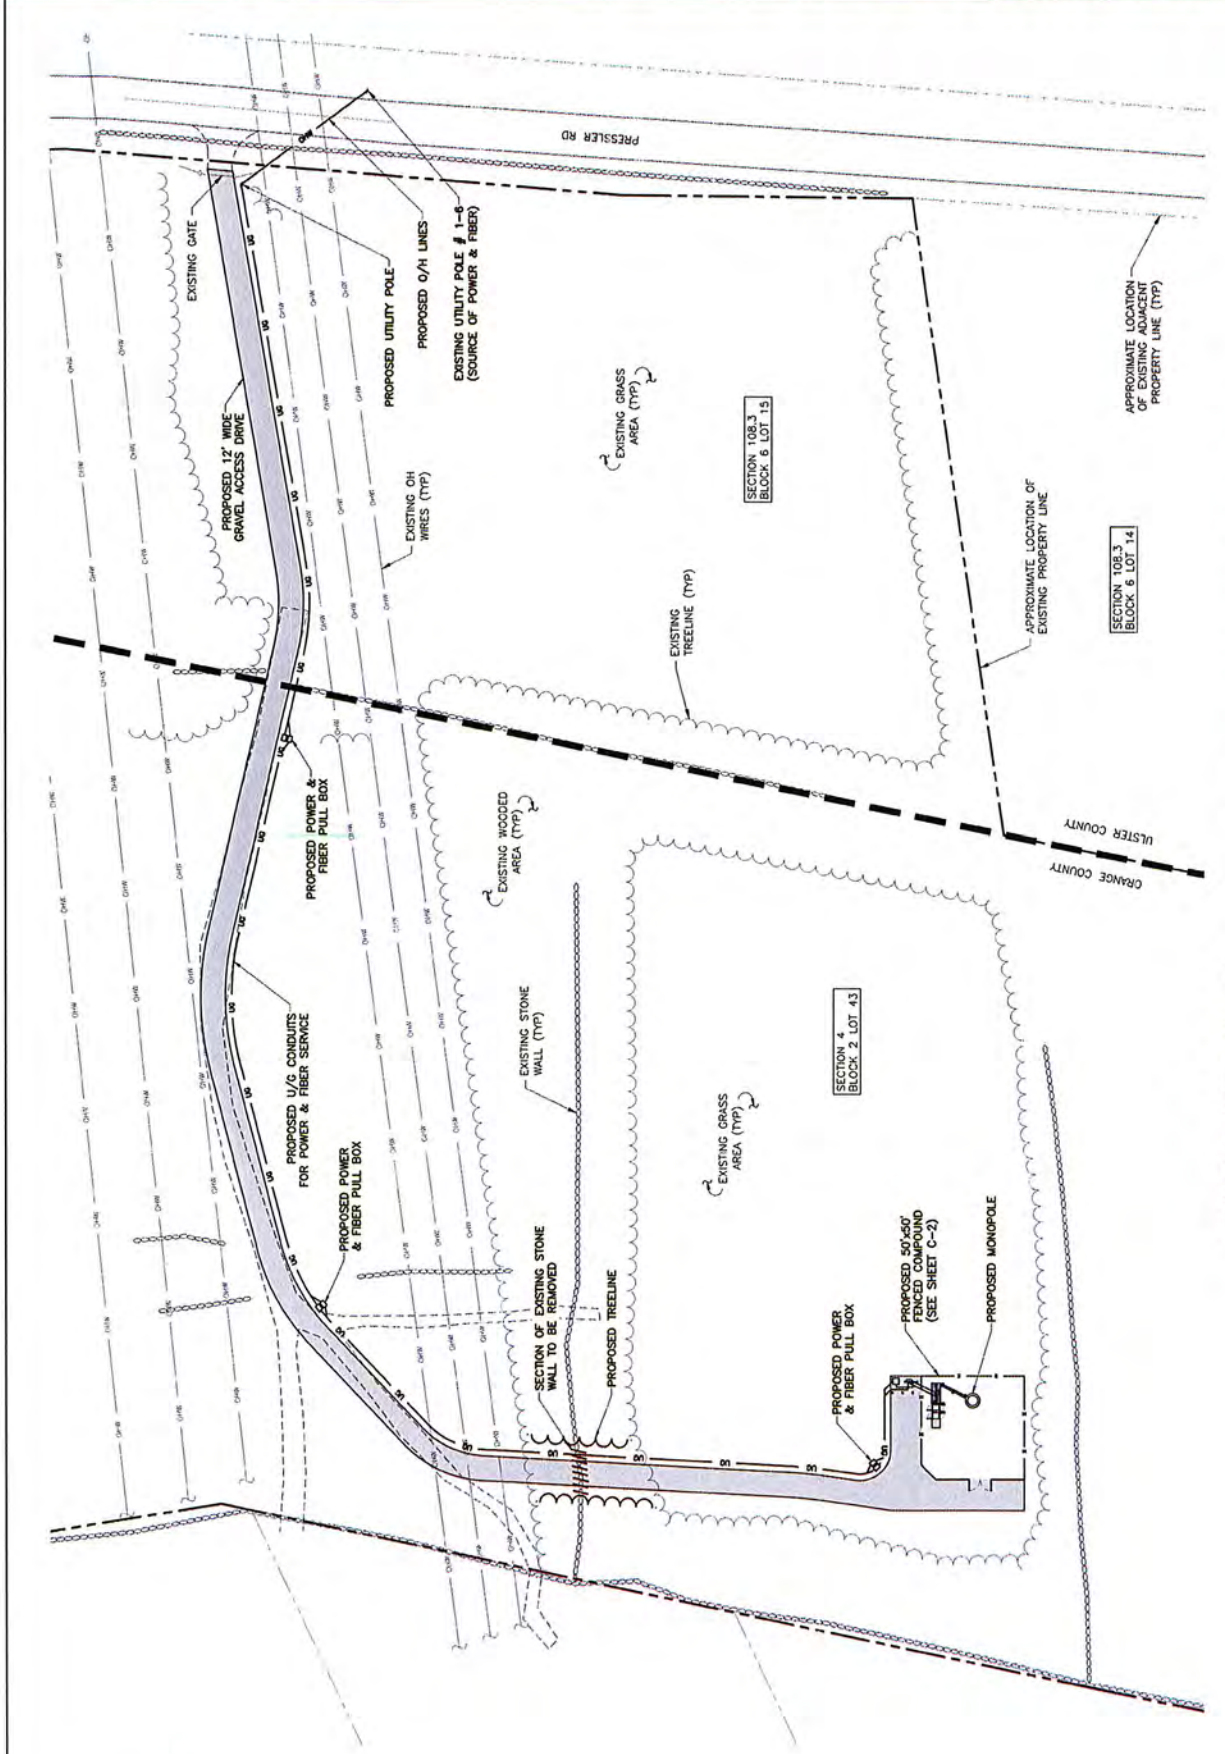 PRESSLER RD
EXISTING GATE
PROPOSED UTILITY POLE
PROPOSED O/H LINES
EXISTING UTILITY POLE # 1-6
(SOURCE OF POWER & FIBER)
PROPOSED 12' WIDE
GRAVEL ACCESS DRIVE
EXISTING OH
WIRES (TYP)
EXISTING GRASS
AREA (TYP)
SECTION 108.3
BLOCK 6 LOT 15
APPROXIMATE LOCATION
OF EXISTING ADJACENT
PROPERTY LINE (TYP)
APPROXIMATE LOCATION OF
EXISTING PROPERTY LINE
SECTION 108.3
BLOCK 6 LOT 14
EXISTING
TREELINE (TYP)
PROPOSED POWER &
FIBER PULL BOX
EXISTING WOODED
AREA (TYP)
ULSTER COUNTY
ORANGE COUNTY
PROPOSED U/G CONDUITS
FOR POWER & FIBER SERVICE
EXISTING STONE
WALL (TYP)
SECTION 4
BLOCK 2 LOT 43
EXISTING GRASS
AREA (TYP)
PROPOSED POWER
& FIBER PULL BOX
SECTION OF EXISTING STONE
WALL TO BE REMOVED
PROPOSED TREELINE
PROPOSED POWER
& FIBER PULL BOX
PROPOSED 50'x50'
FENCED COMPOUND
(SEE SHEET C-2)
PROPOSED MONOPOLE
OHW
UG